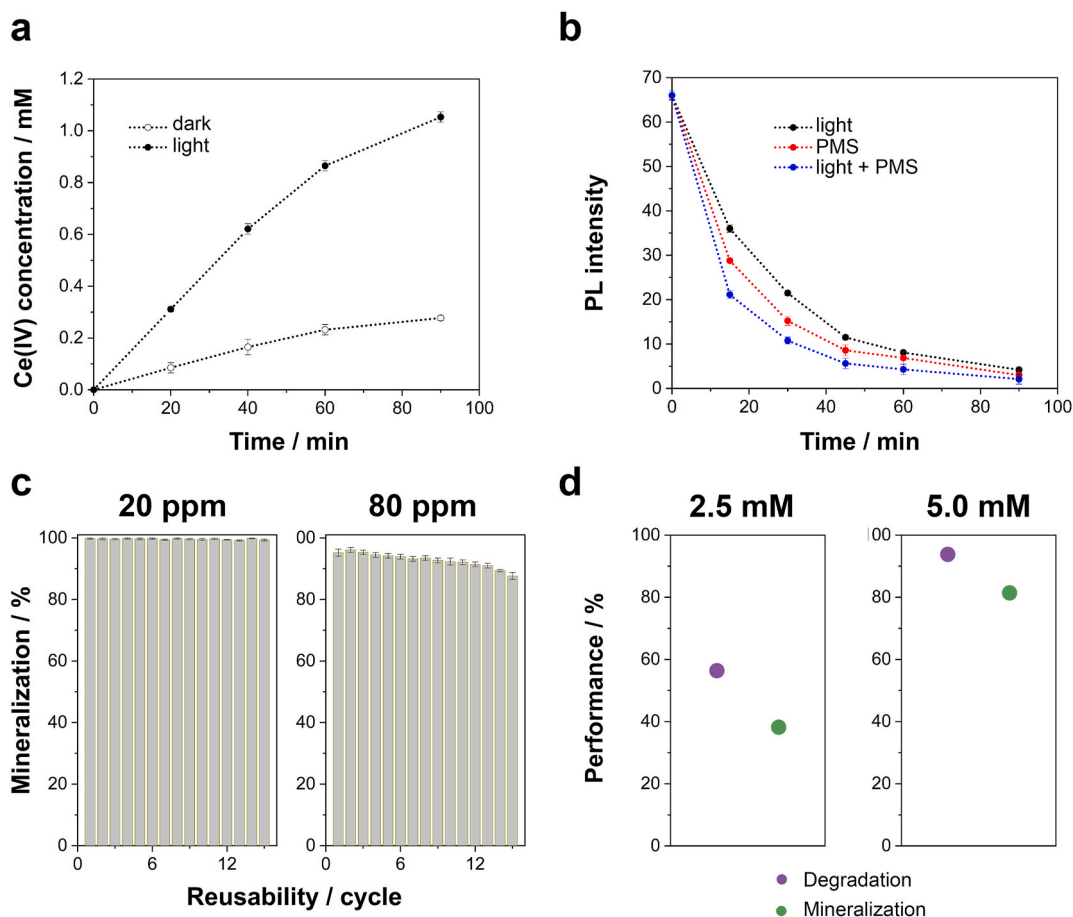 a
Ce(IV) concentration / mM
1.2
1.0
0.8
0.6
0.4
0.2
0.0
0
20
40
60
80
100
Time / min
dark
light
b
PL intensity
70
60
50
40
30
20
10
0
0
20
40
60
80
100
Time / min
light
PMS
light + PMS
c
20 ppm
80 ppm
Mineralization / %
100
80
60
40
20
0
0
6
12
00
80
60
40
20
0
0
6
12
Reusability / cycle
d
2.5 mM
5.0 mM
Performance / %
100
80
60
40
20
0
00
80
60
40
20
0
Degradation
Mineralization